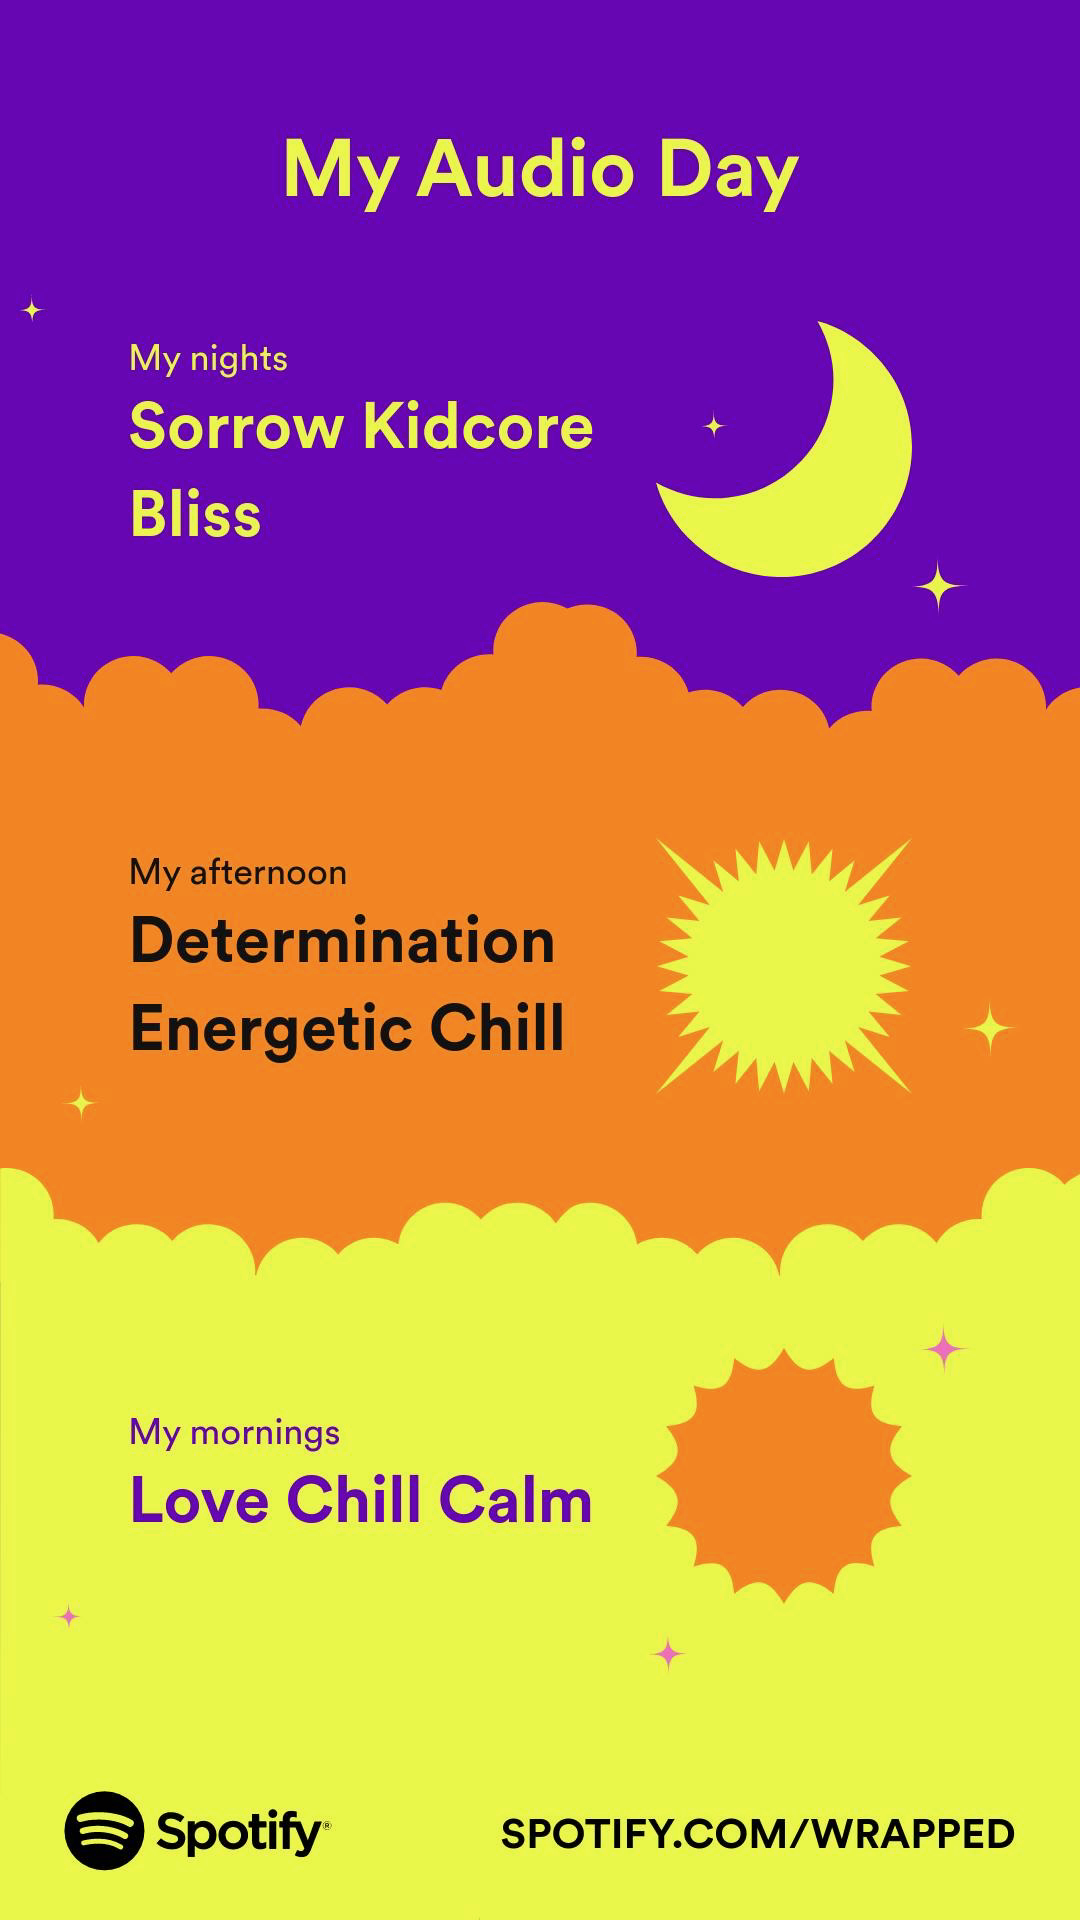 My Audio Day
My nights
Sorrow Kidcore
Bliss
My afternoon
Determination
Energetic Chill
My mornings
Love Chill Calm
Spotify®
SPOTIFY.COM/WRAPPED